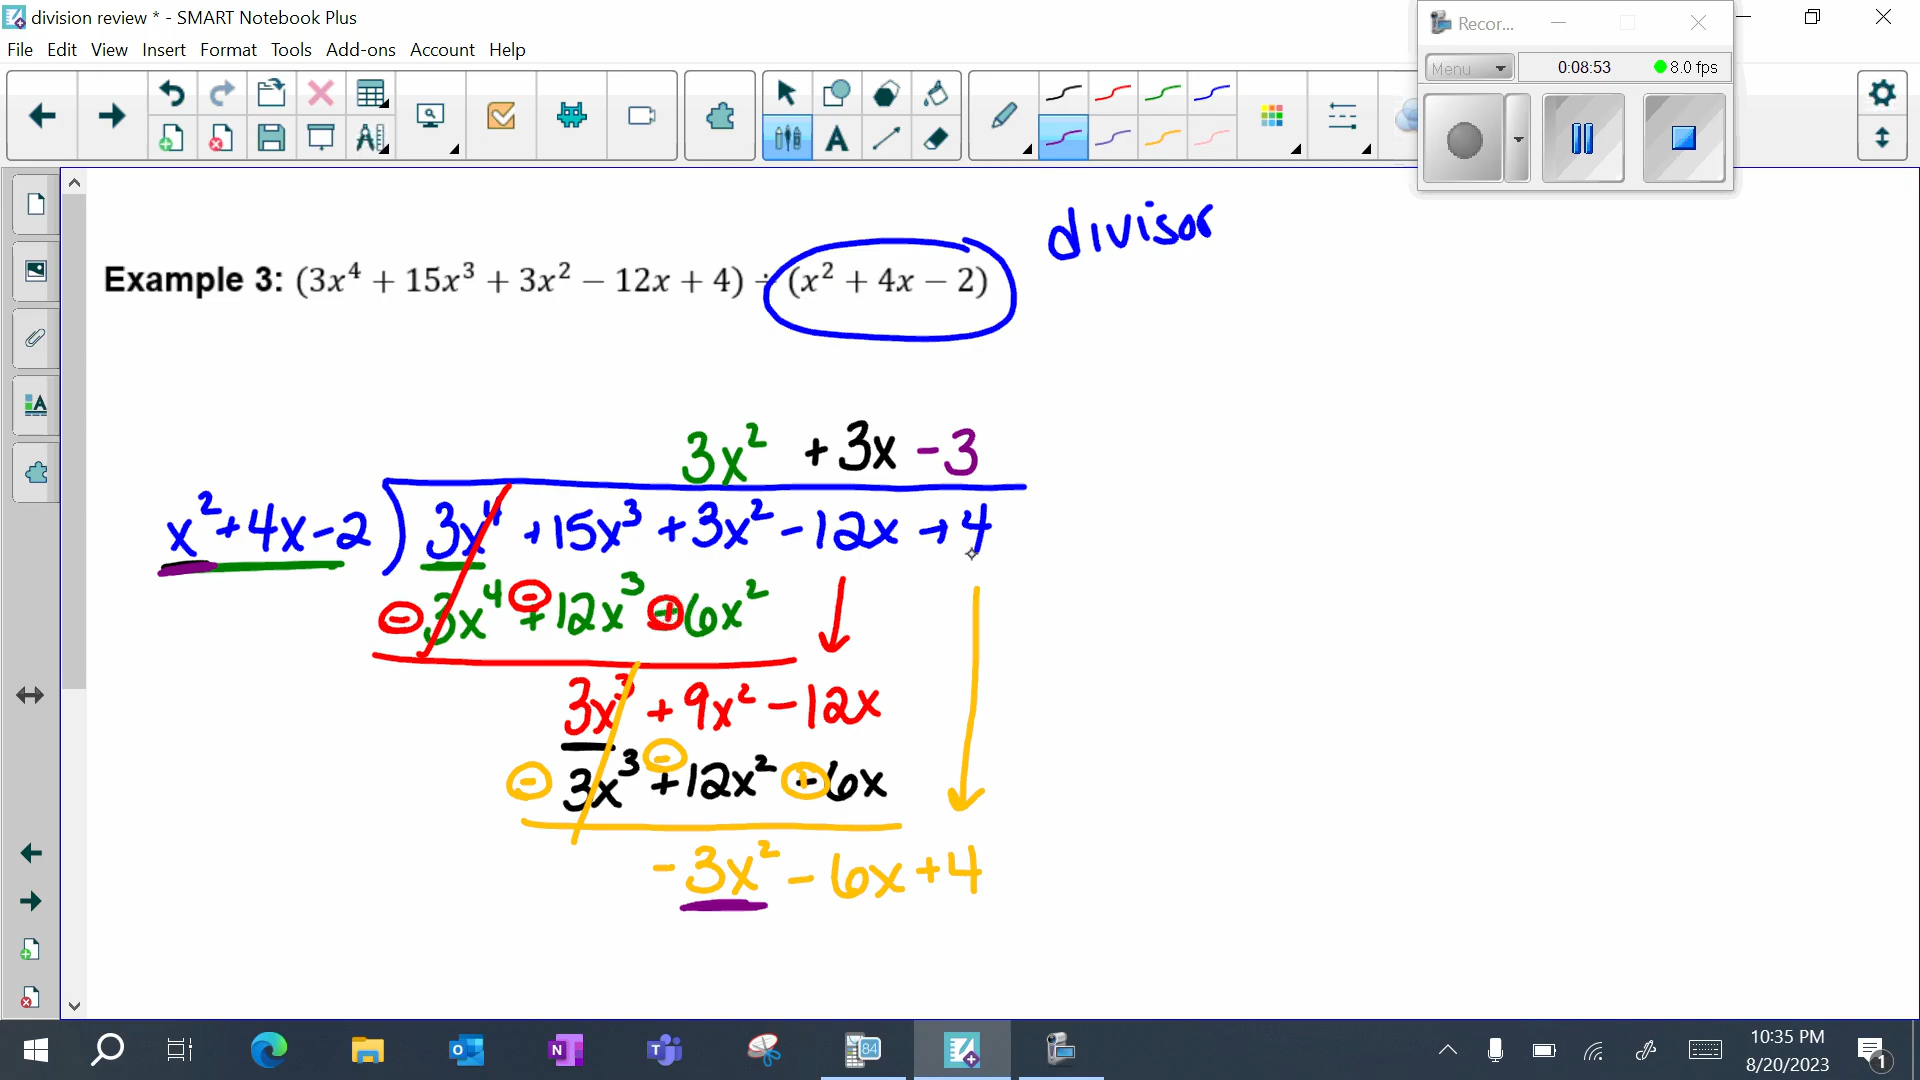 division review * - SMART Notebook Plus
File Edit View Insert Format Tools Add-ons Account Help
Recor...
Menu 0:08:53 8.0 fps
divisor
Example 3: (3x⁴ + 15x³ + 3x² − 12x + 4) ÷ (x² + 4x − 2)
3x² + 3x - 3
x² + 4x - 2 ) 3x⁴ + 15x³ + 3x² - 12x + 4
⊖ 3x⁴ ⊖ + 12x³ ⊕ 6x²
3x³ + 9x² - 12x
⊖ 3x³ ⊖ + 12x² ⊕ 6x
- 3x² - 6x + 4
84
10:35 PM
8/20/2023
1